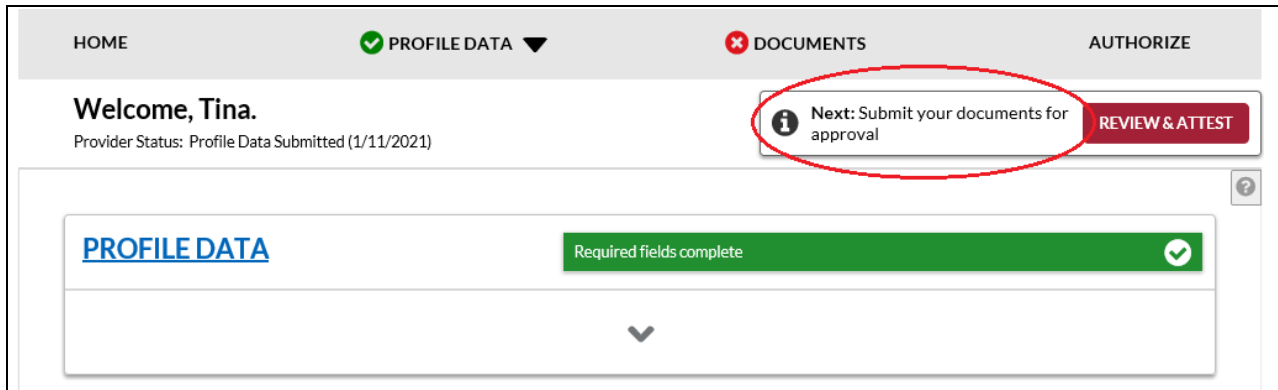 HOME PROFILE DATA DOCUMENTS AUTHORIZE
Welcome, Tina.
Provider Status: Profile Data Submitted (1/11/2021)
Next: Submit your documents for
approval
REVIEW & ATTEST
PROFILE DATA
Required fields complete